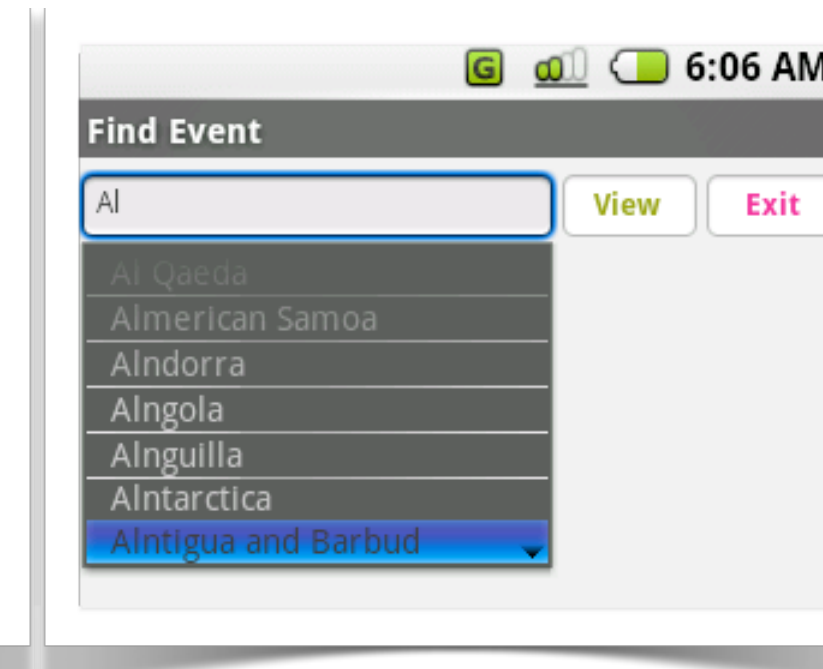 G
6:06 AM
Find Event
Al
View
Exit
Al Qaeda
Almerican Samoa
Alndorra
Alngola
Alnguilla
Alntarctica
Alntigua and Barbud